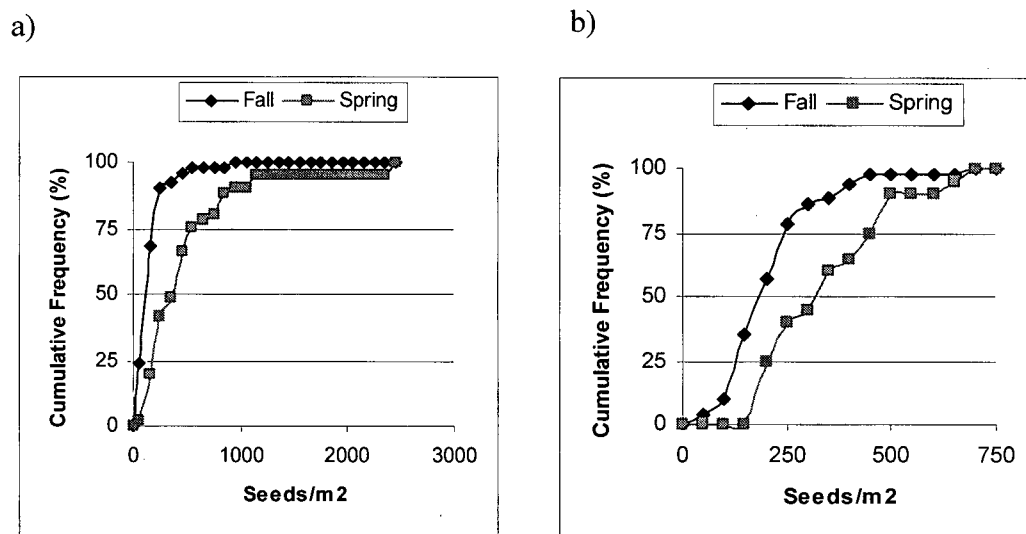 a)
Fall Spring
Cumulative Frequency (%)
100
75
50
25
0
0 1000 2000 3000
Seeds/m2
b)
Fall Spring
Cumulative Frequency (%)
100
75
50
25
0
0 250 500 750
Seeds/m2